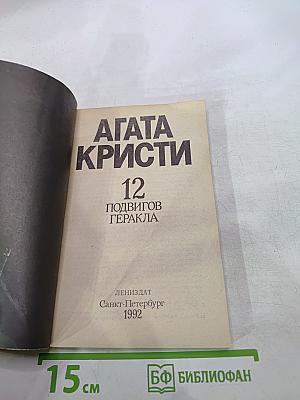 АГАТА
КРИСТИ
12
ПОДВИГОВ
ГЕРАКЛА
ЛЕНИЗДАТ
Санкт-Петербург
1992
15 см
БФ БИБЛИОФАН